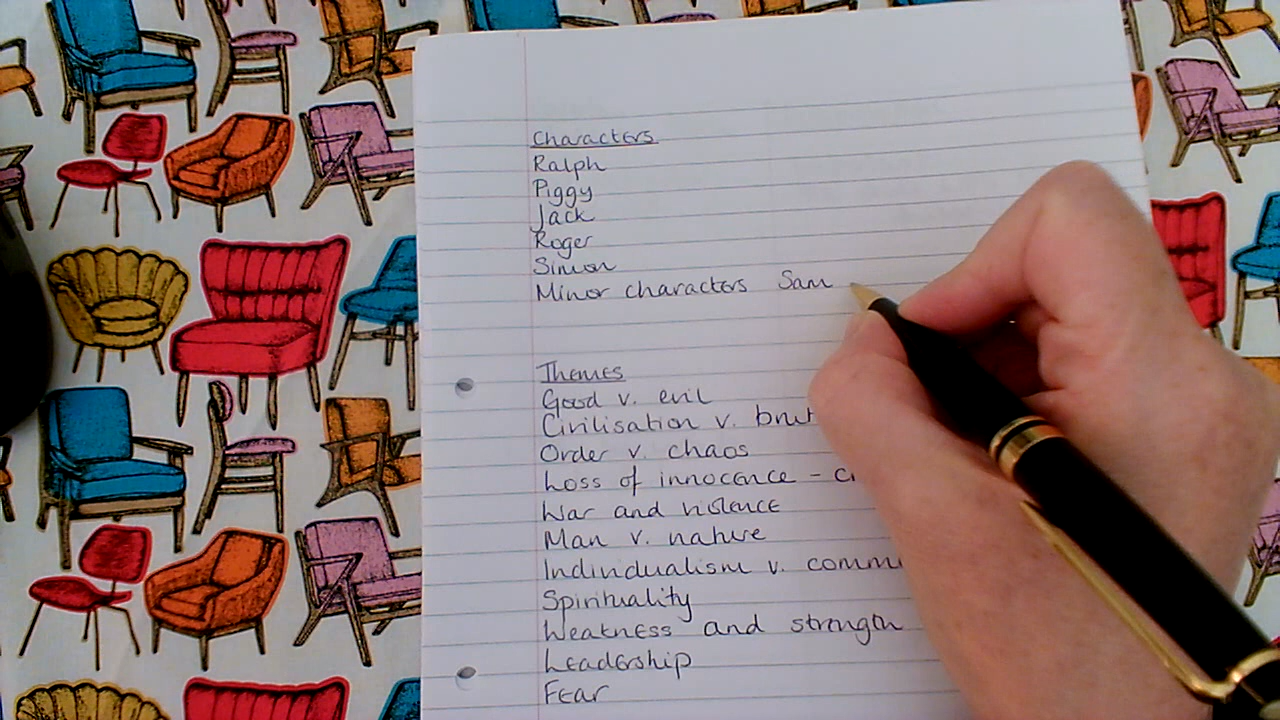 Characters
Ralph
Piggy
Jack
Roger
Simon
Minor characters Sam
Themes
Good v. evil
Civilisation v.
Order v. chaos
Loss of innocence -
War and violence
Man v. nature
Individualism v.
Spirituality
Weakness and strength
Leadership
Fear